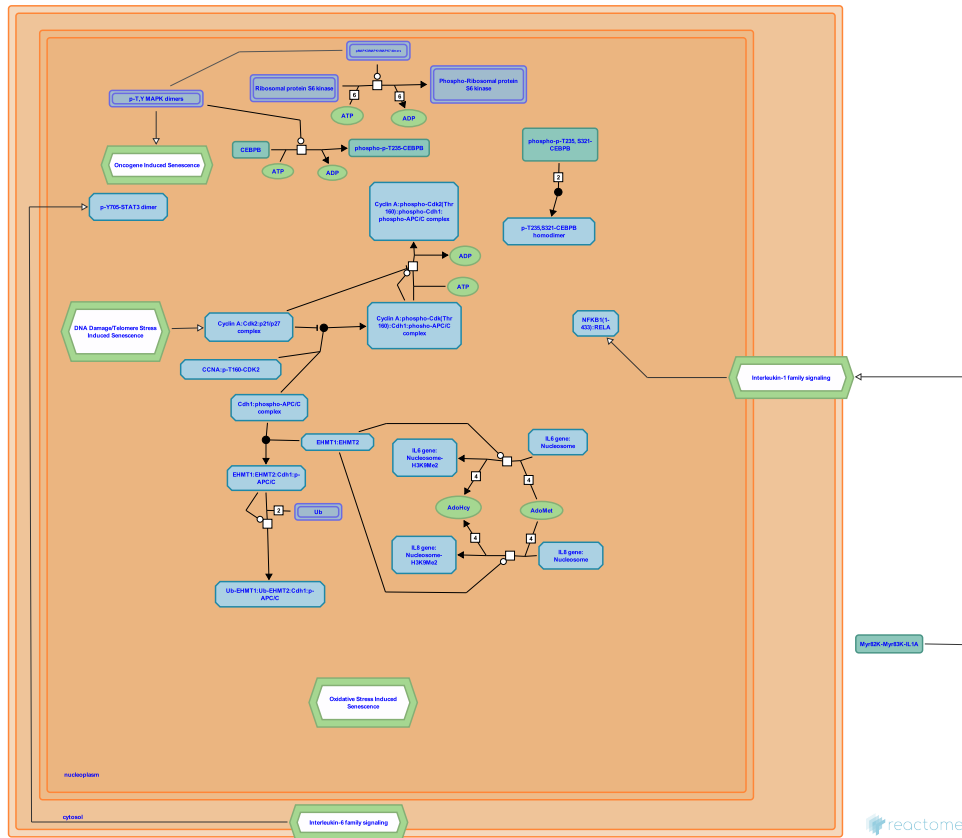 p-T,Y MAPK dimers
Ribosomal protein S6 kinase
Phospho-Ribosomal protein
S6 kinase
6
6
ATP
ADP
Oncogene Induced Senescence
CEBPB
phospho-p-T235-CEBPB
ATP
ADP
phospho-p-T235, S321-
CEBPB
2
p-T235,S321-CEBPB
homodimer
p-Y705-STAT3 dimer
Cyclin A:phospho-Cdk2(Thr
160):phospho-Cdh1:
phospho-APC/C complex
ADP
ATP
DNA Damage/Telomere Stress
Induced Senescence
Cyclin A:Cdk2:p21/p27
complex
Cyclin A:phospho-Cdk(Thr
160):Cdh1:phosho-APC/C
complex
NFKB1(1-
433):RELA
CCNA:p-T160-CDK2
Interleukin-1 family signaling
Cdh1:phospho-APC/C
complex
EHMT1:EHMT2
IL6 gene:
Nucleosome-
H3K9Me2
IL6 gene:
Nucleosome
4
4
EHMT1:EHMT2:Cdh1:p-
APC/C
2
Ub
AdoHcy
AdoMet
4
4
IL8 gene:
Nucleosome-
H3K9Me2
IL8 gene:
Nucleosome
Ub-EHMT1:Ub-EHMT2:Cdh1:p-
APC/C
Myr82K-Myr83K-IL1A
Oxidative Stress Induced
Senescence
nucleoplasm
cytosol
Interleukin-6 family signaling
reactome